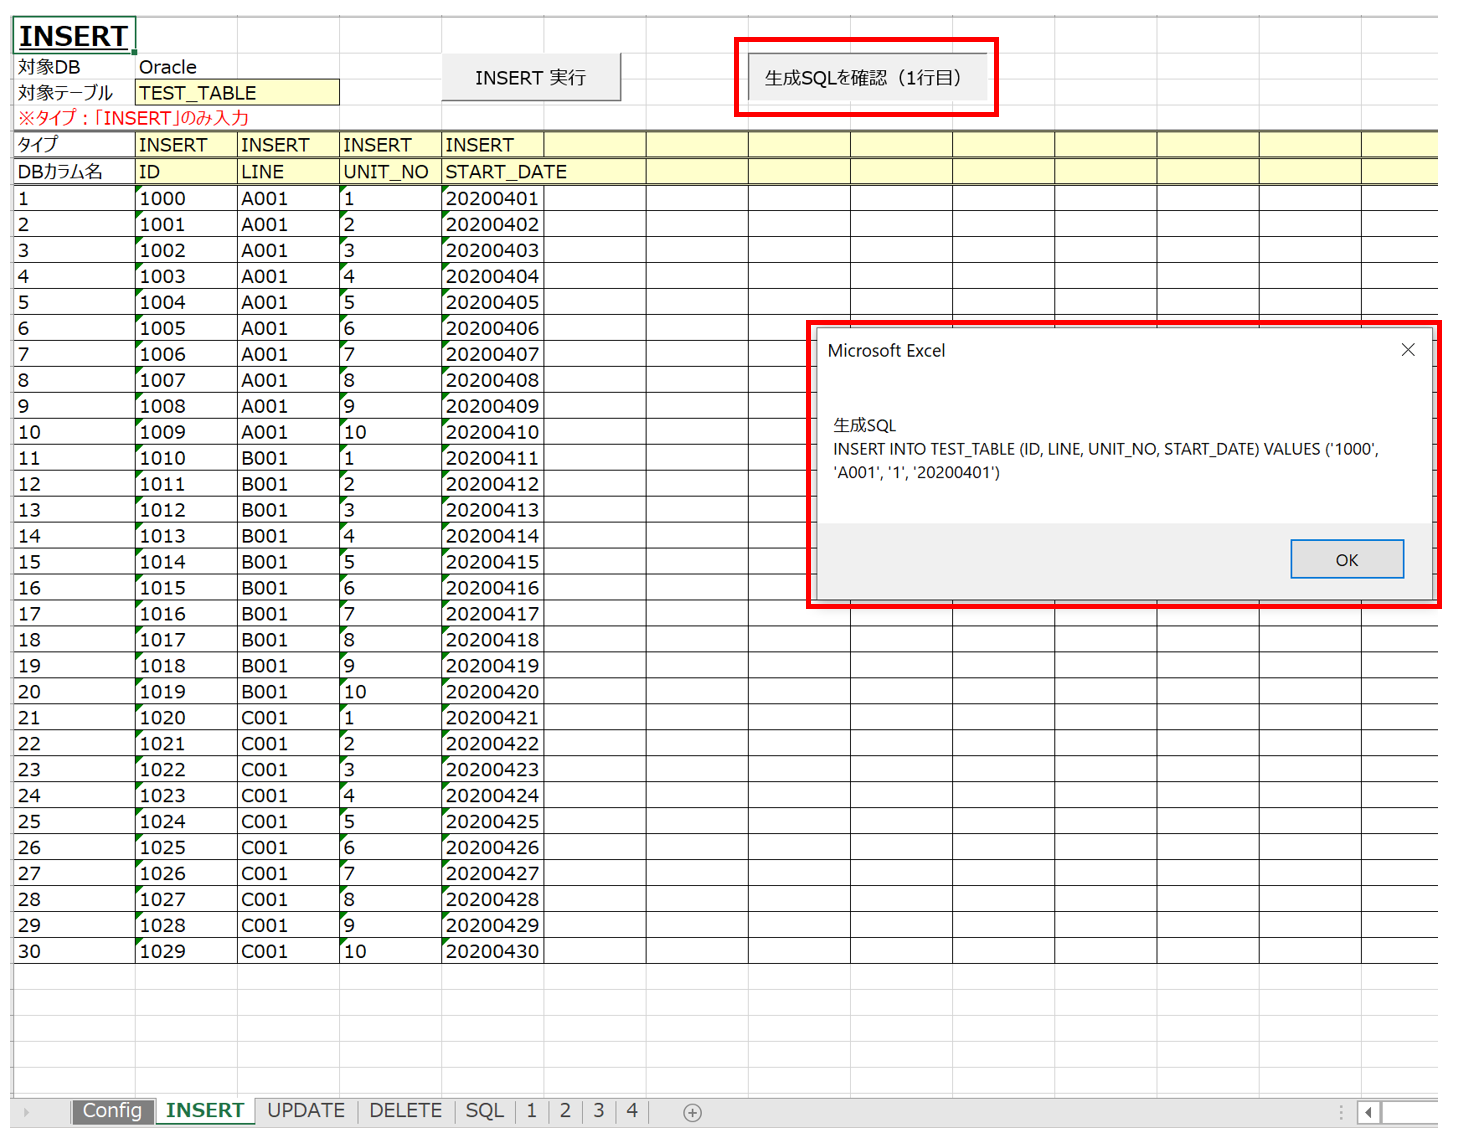 INSERT
対象DB Oracle
INSERT 実行 生成SQLを確認（1行目）
対象テーブル TEST_TABLE
※タイプ：「INSERT」のみ入力
タイプ INSERT INSERT INSERT INSERT
DBカラム名 ID LINE UNIT_NO START_DATE
1 1000 A001 1 20200401
2 1001 A001 2 20200402
3 1002 A001 3 20200403
4 1003 A001 4 20200404
5 1004 A001 5 20200405
6 1005 A001 6 20200406
7 1006 A001 7 20200407
8 1007 A001 8 20200408
9 1008 A001 9 20200409
10 1009 A001 10 20200410
11 1010 B001 1 20200411
12 1011 B001 2 20200412
13 1012 B001 3 20200413
14 1013 B001 4 20200414
15 1014 B001 5 20200415
16 1015 B001 6 20200416
17 1016 B001 7 20200417
18 1017 B001 8 20200418
19 1018 B001 9 20200419
20 1019 B001 10 20200420
21 1020 C001 1 20200421
22 1021 C001 2 20200422
23 1022 C001 3 20200423
24 1023 C001 4 20200424
25 1024 C001 5 20200425
26 1025 C001 6 20200426
27 1026 C001 7 20200427
28 1027 C001 8 20200428
29 1028 C001 9 20200429
30 1029 C001 10 20200430
Microsoft Excel
生成SQL
INSERT INTO TEST_TABLE (ID, LINE, UNIT_NO, START_DATE) VALUES ('1000',
'A001', '1', '20200401')
OK
Config INSERT UPDATE DELETE SQL 1 2 3 4